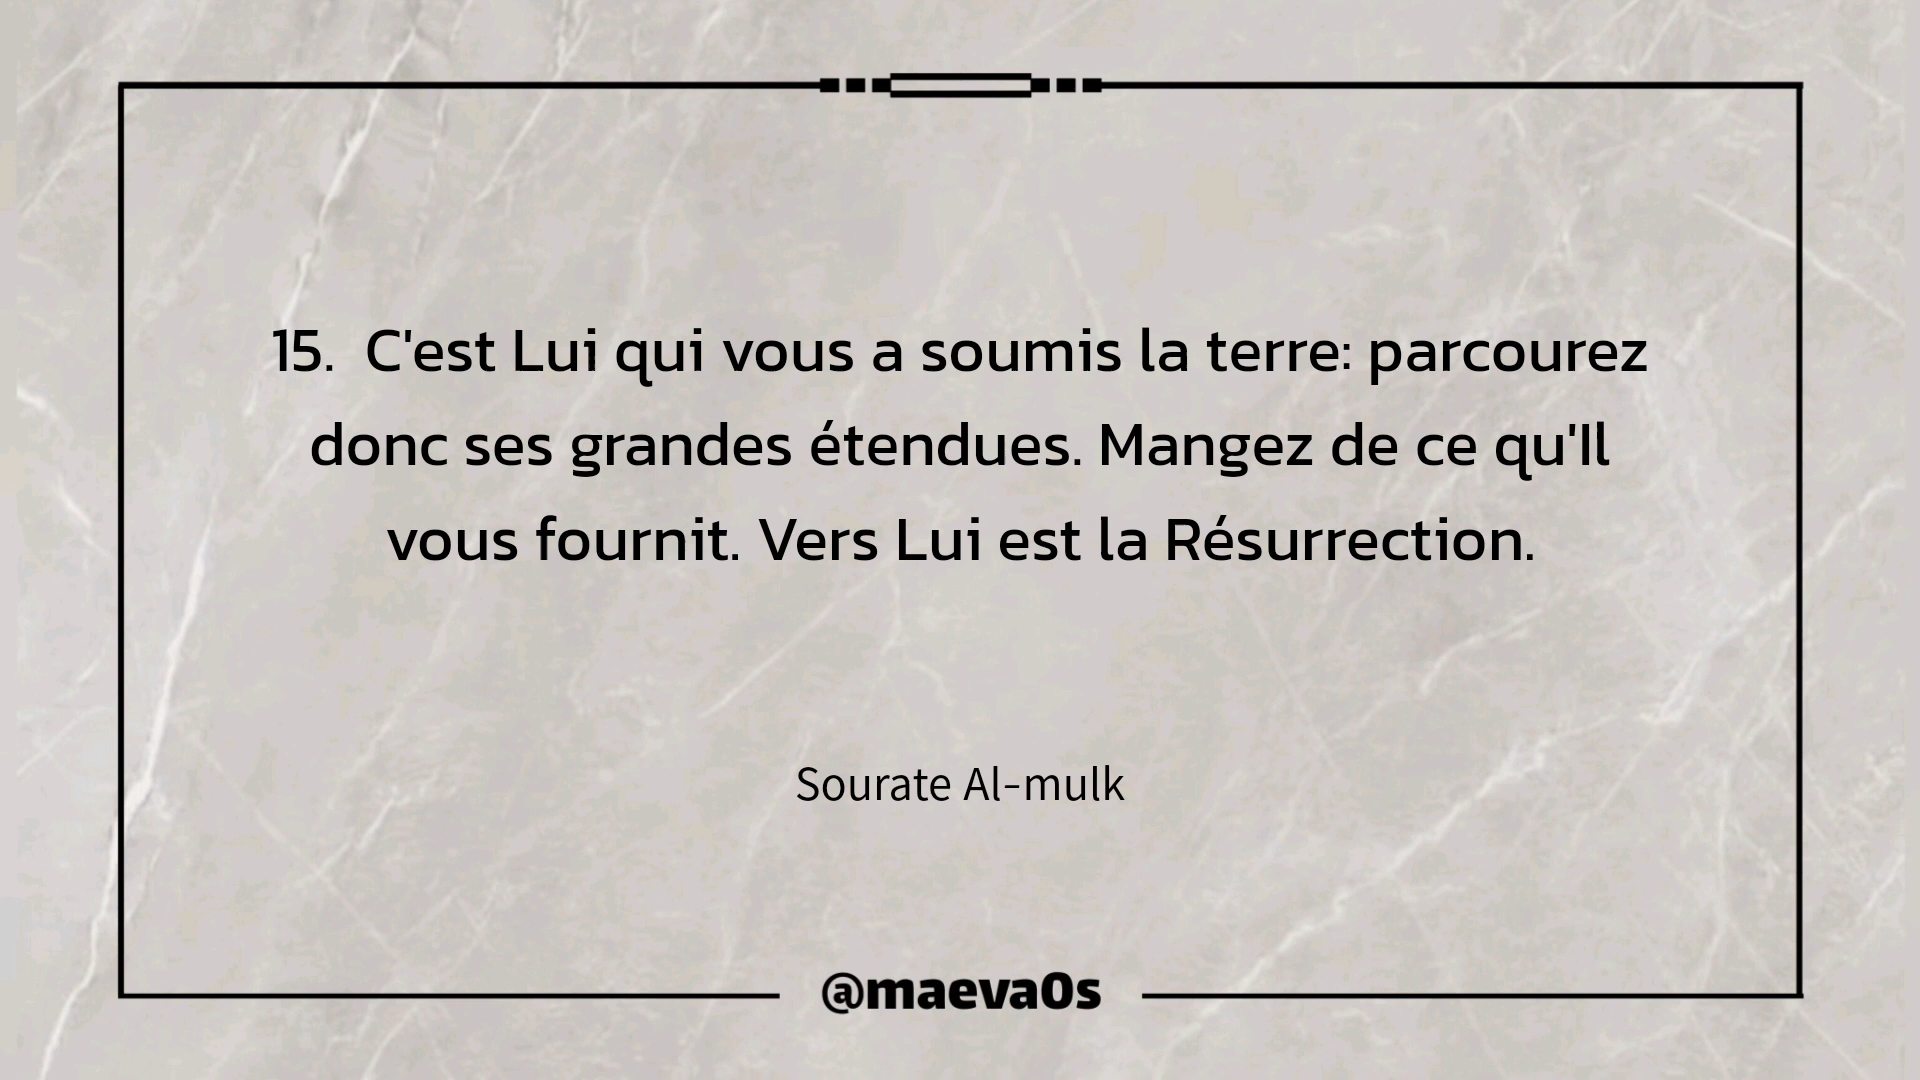 15.  C'est Lui qui vous a soumis la terre: parcourez
donc ses grandes étendues. Mangez de ce qu'Il
vous fournit. Vers Lui est la Résurrection.
Sourate Al-mulk
@maeva0s